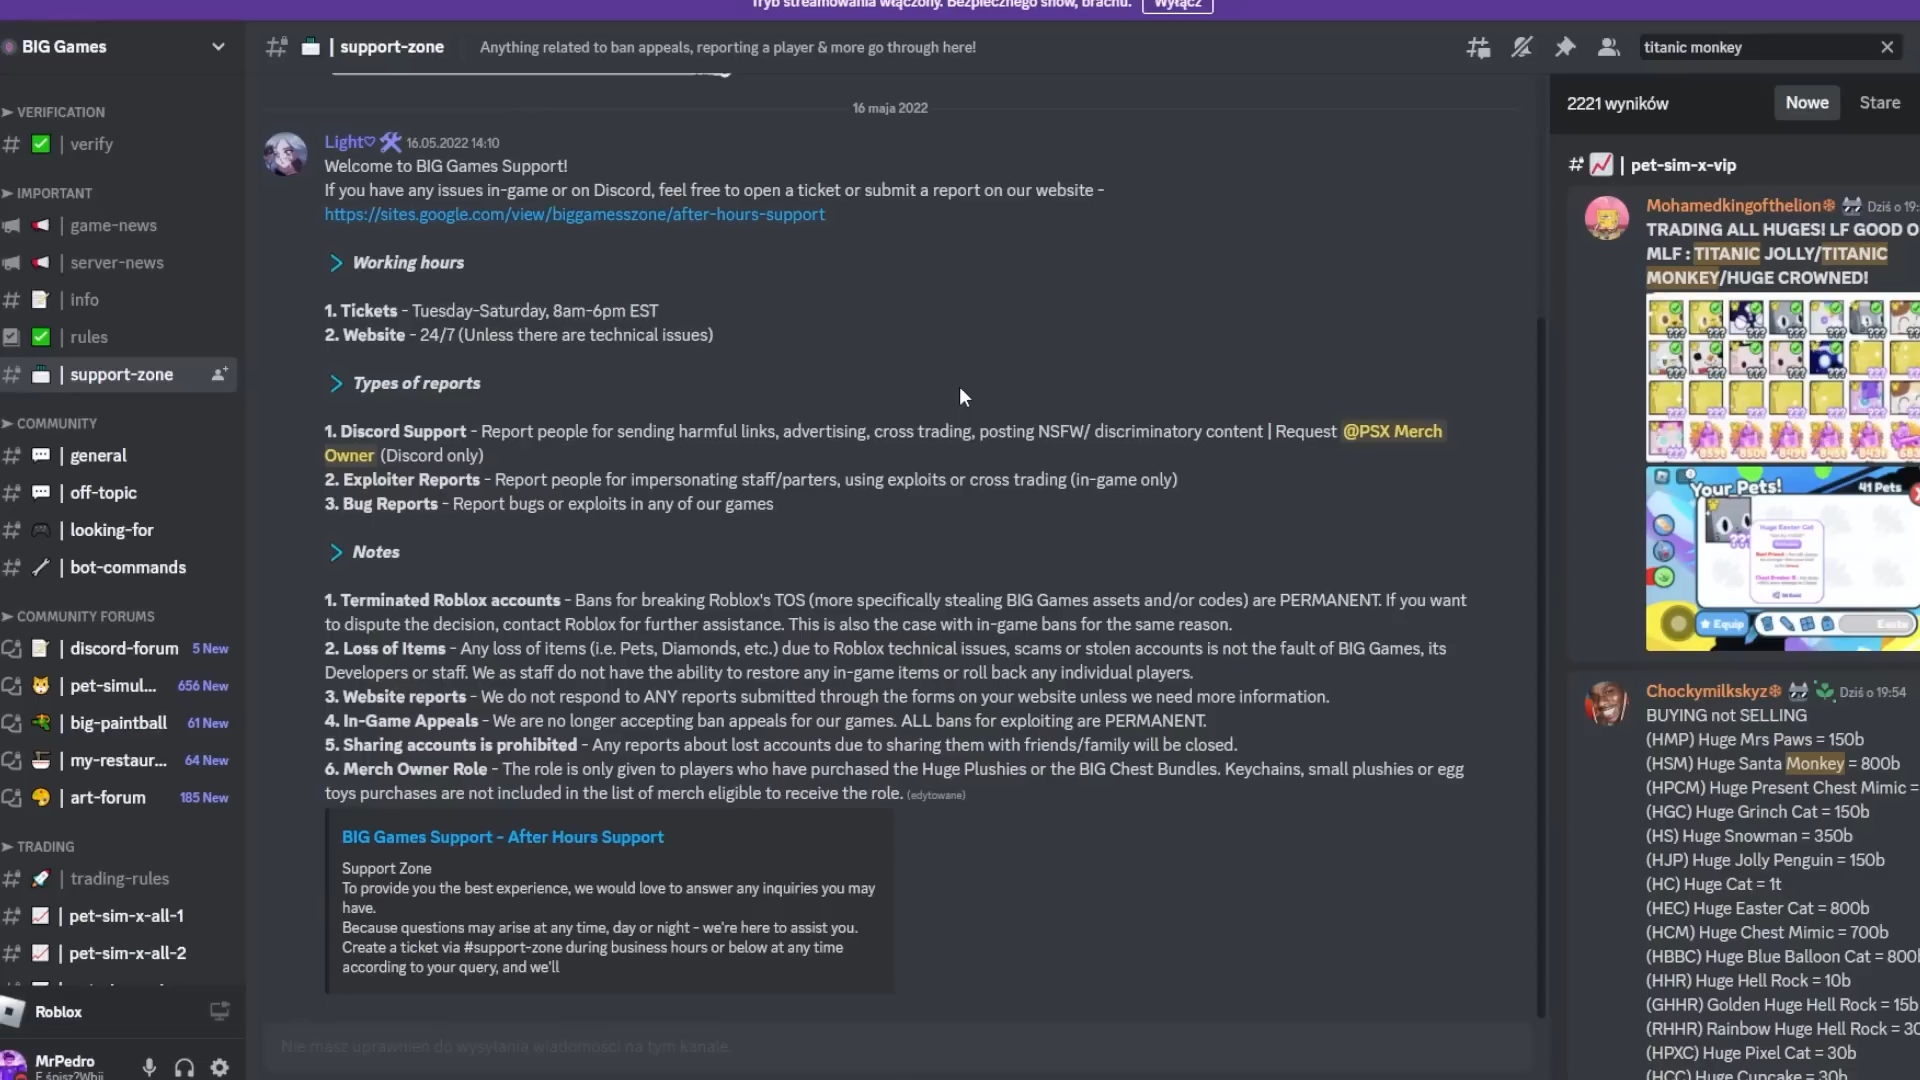 Tryb streamowania włączony. Bezpiecznego snów, brachu.
Wyłącz
BIG Games
VERIFICATION
| verify
IMPORTANT
| game-news
| server-news
| info
| rules
| support-zone
COMMUNITY
| general
| off-topic
| looking-for
| bot-commands
COMMUNITY FORUMS
| discord-forum 5 New
| pet-simul... 656 New
| big-paintball 61 New
| my-restaur... 64 New
| art-forum 185 New
TRADING
| trading-rules
| pet-sim-x-all-1
| pet-sim-x-all-2
Roblox
MrPedro
| support-zone
Anything related to ban appeals, reporting a player & more go through here!
16 maja 2022
Light♡ 16.05.2022 14:10
Welcome to BIG Games Support!
If you have any issues in-game or on Discord, feel free to open a ticket or submit a report on our website -
https://sites.google.com/view/biggamesszone/after-hours-support
Working hours
1. Tickets - Tuesday-Saturday, 8am-6pm EST
2. Website - 24/7 (Unless there are technical issues)
Types of reports
1. Discord Support - Report people for sending harmful links, advertising, cross trading, posting NSFW/ discriminatory content | Request @PSX Merch
Owner (Discord only)
2. Exploiter Reports - Report people for impersonating staff/parters, using exploits or cross trading (in-game only)
3. Bug Reports - Report bugs or exploits in any of our games
Notes
1. Terminated Roblox accounts - Bans for breaking Roblox's TOS (more specifically stealing BIG Games assets and/or codes) are PERMANENT. If you want
to dispute the decision, contact Roblox for further assistance. This is also the case with in-game bans for the same reason.
2. Loss of Items - Any loss of items (i.e. Pets, Diamonds, etc.) due to Roblox technical issues, scams or stolen accounts is not the fault of BIG Games, its
Developers or staff. We as staff do not have the ability to restore any in-game items or roll back any individual players.
3. Website reports - We do not respond to ANY reports submitted through the forms on your website unless we need more information.
4. In-Game Appeals - We are no longer accepting ban appeals for our games. ALL bans for exploiting are PERMANENT.
5. Sharing accounts is prohibited - Any reports about lost accounts due to sharing them with friends/family will be closed.
6. Merch Owner Role - The role is only given to players who have purchased the Huge Plushies or the BIG Chest Bundles. Keychains, small plushies or egg
toys purchases are not included in the list of merch eligible to receive the role. (edytowane)
BIG Games Support - After Hours Support
Support Zone
To provide you the best experience, we would love to answer any inquiries you may
have.
Because questions may arise at any time, day or night - we're here to assist you.
Create a ticket via #support-zone during business hours or below at any time
according to your query, and we'll
Nie masz uprawnień do wysyłania wiadomości na tym kanale.
titanic monkey
2221 wyników
Nowe
Stare
| pet-sim-x-vip
Mohamedkingofthelion Dziś o 19:
TRADING ALL HUGES! LF GOOD O
MLF : TITANIC JOLLY/TITANIC
MONKEY/HUGE CROWNED!
Your Pets!
41 Pets
Huge Easter Cat
Equip
Chockymilkskyz Dziś o 19:54
BUYING not SELLING
(HMP) Huge Mrs Paws = 150b
(HSM) Huge Santa Monkey = 800b
(HPCM) Huge Present Chest Mimic =
(HGC) Huge Grinch Cat = 150b
(HS) Huge Snowman = 350b
(HJP) Huge Jolly Penguin = 150b
(HC) Huge Cat = 1t
(HEC) Huge Easter Cat = 800b
(HCM) Huge Chest Mimic = 700b
(HBBC) Huge Blue Balloon Cat = 800b
(HHR) Huge Hell Rock = 10b
(GHHR) Golden Huge Hell Rock = 15b
(RHHR) Rainbow Huge Hell Rock = 30
(HPXC) Huge Pixel Cat = 30b
(HCC) Huge Cupcake = 30b